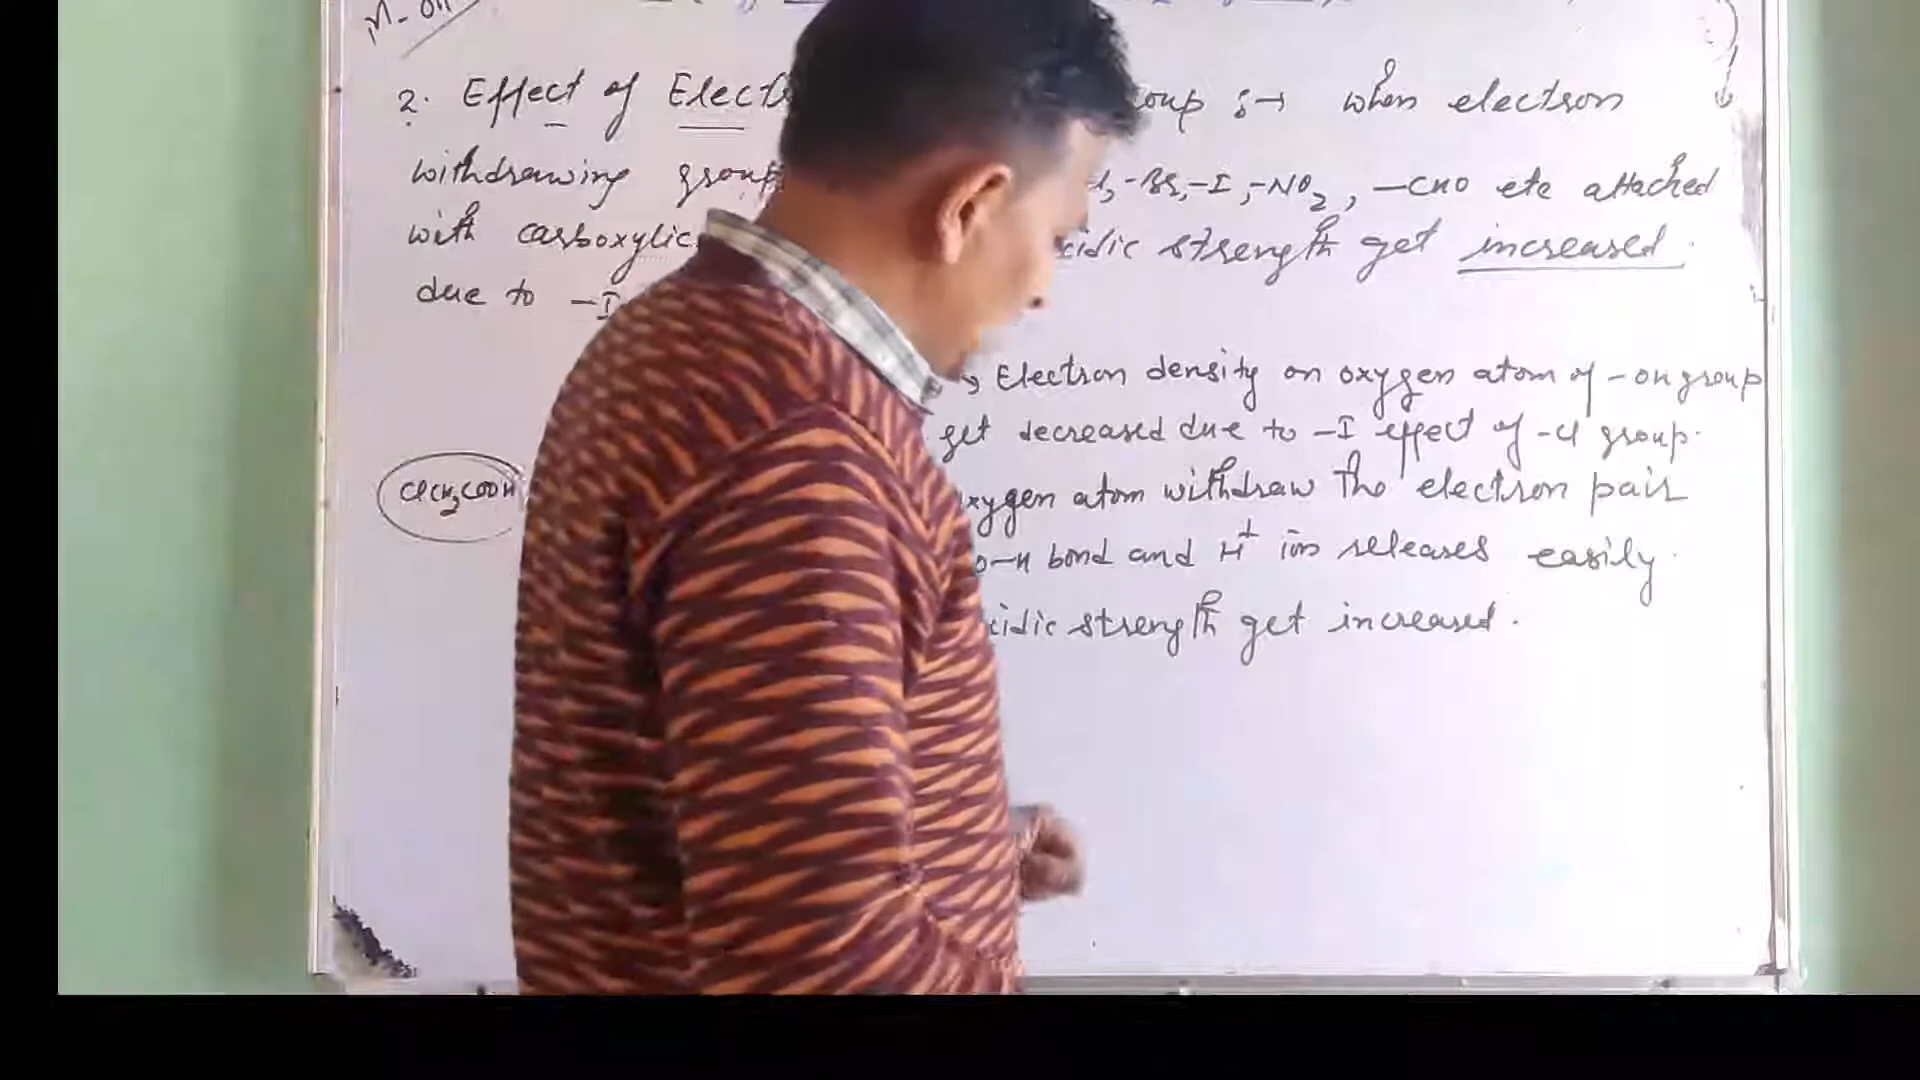 2. Effect of Elect oup :→ when electron
withdrawing group -Br, -I, -NO2, -CHO etc attached
with carboxylic cidic strength get increased.
due to -I
→ Electron density on oxygen atom of -OH group
get decreased due to -I effect of -Cl group.
ClCH2COOH
xygen atom withdraw the electron pair
O-H bond and H+ ion releases easily.
cidic strength get increased.